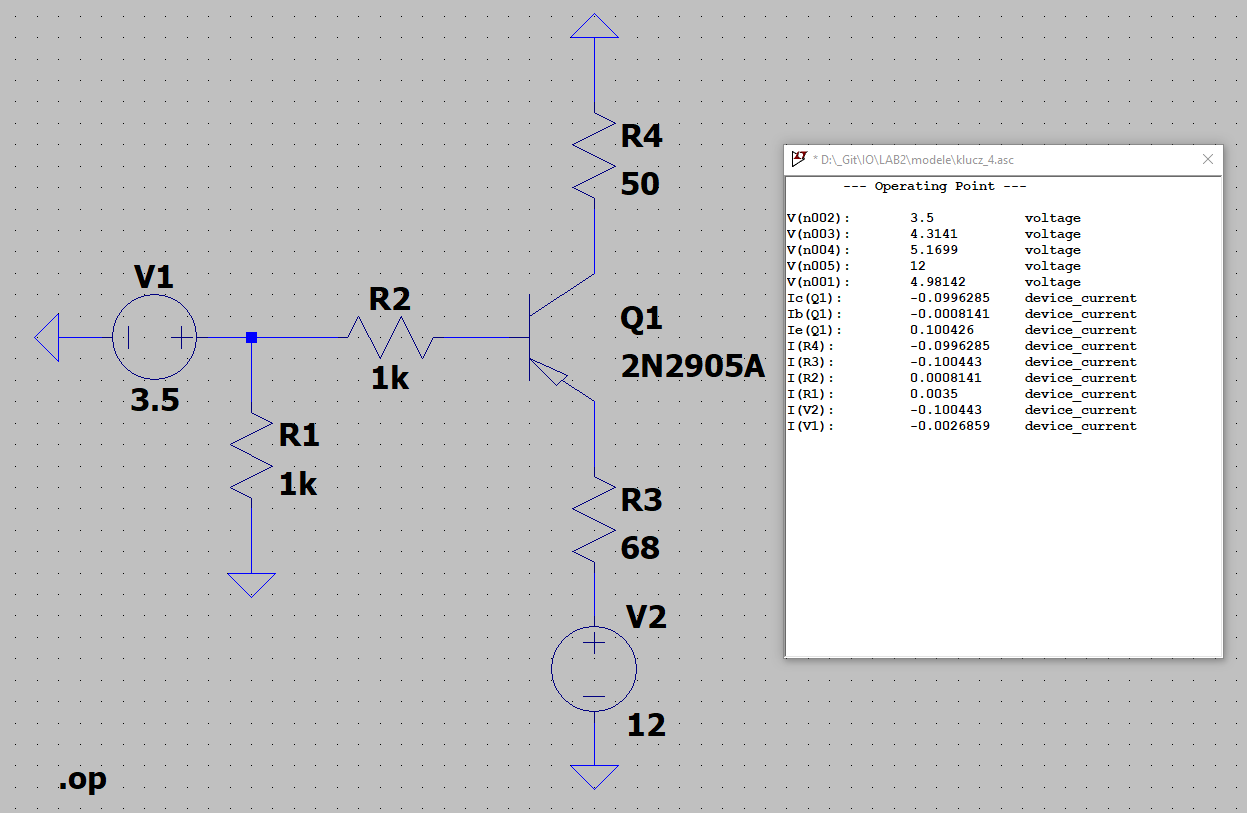 R4
50
V1
3.5
R2
1k
Q1
2N2905A
R1
1k
R3
68
V2
12
.op
* D:\_Git\IO\LAB2\modele\klucz_4.asc
--- Operating Point ---
V(n002): 3.5 voltage
V(n003): 4.3141 voltage
V(n004): 5.1699 voltage
V(n005): 12 voltage
V(n001): 4.98142 voltage
Ic(Q1): -0.0996285 device_current
Ib(Q1): -0.0008141 device_current
Ie(Q1): 0.100426 device_current
I(R4): -0.0996285 device_current
I(R3): -0.100443 device_current
I(R2): 0.0008141 device_current
I(R1): 0.0035 device_current
I(V2): -0.100443 device_current
I(V1): -0.0026859 device_current